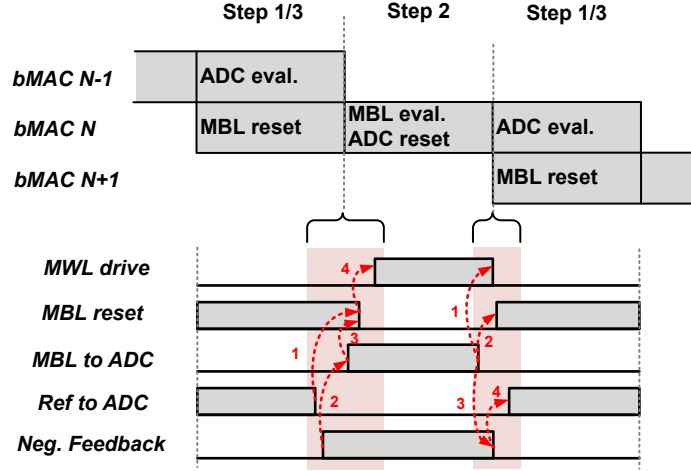 Step 1/3 Step 2 Step 1/3
bMAC N-1 ADC eval.
bMAC N MBL reset MBL eval. ADC eval.
ADC reset
bMAC N+1 MBL reset
MWL drive 4
MBL reset 1
3 2
MBL to ADC 1
Ref to ADC 2 3 4
Neg. Feedback